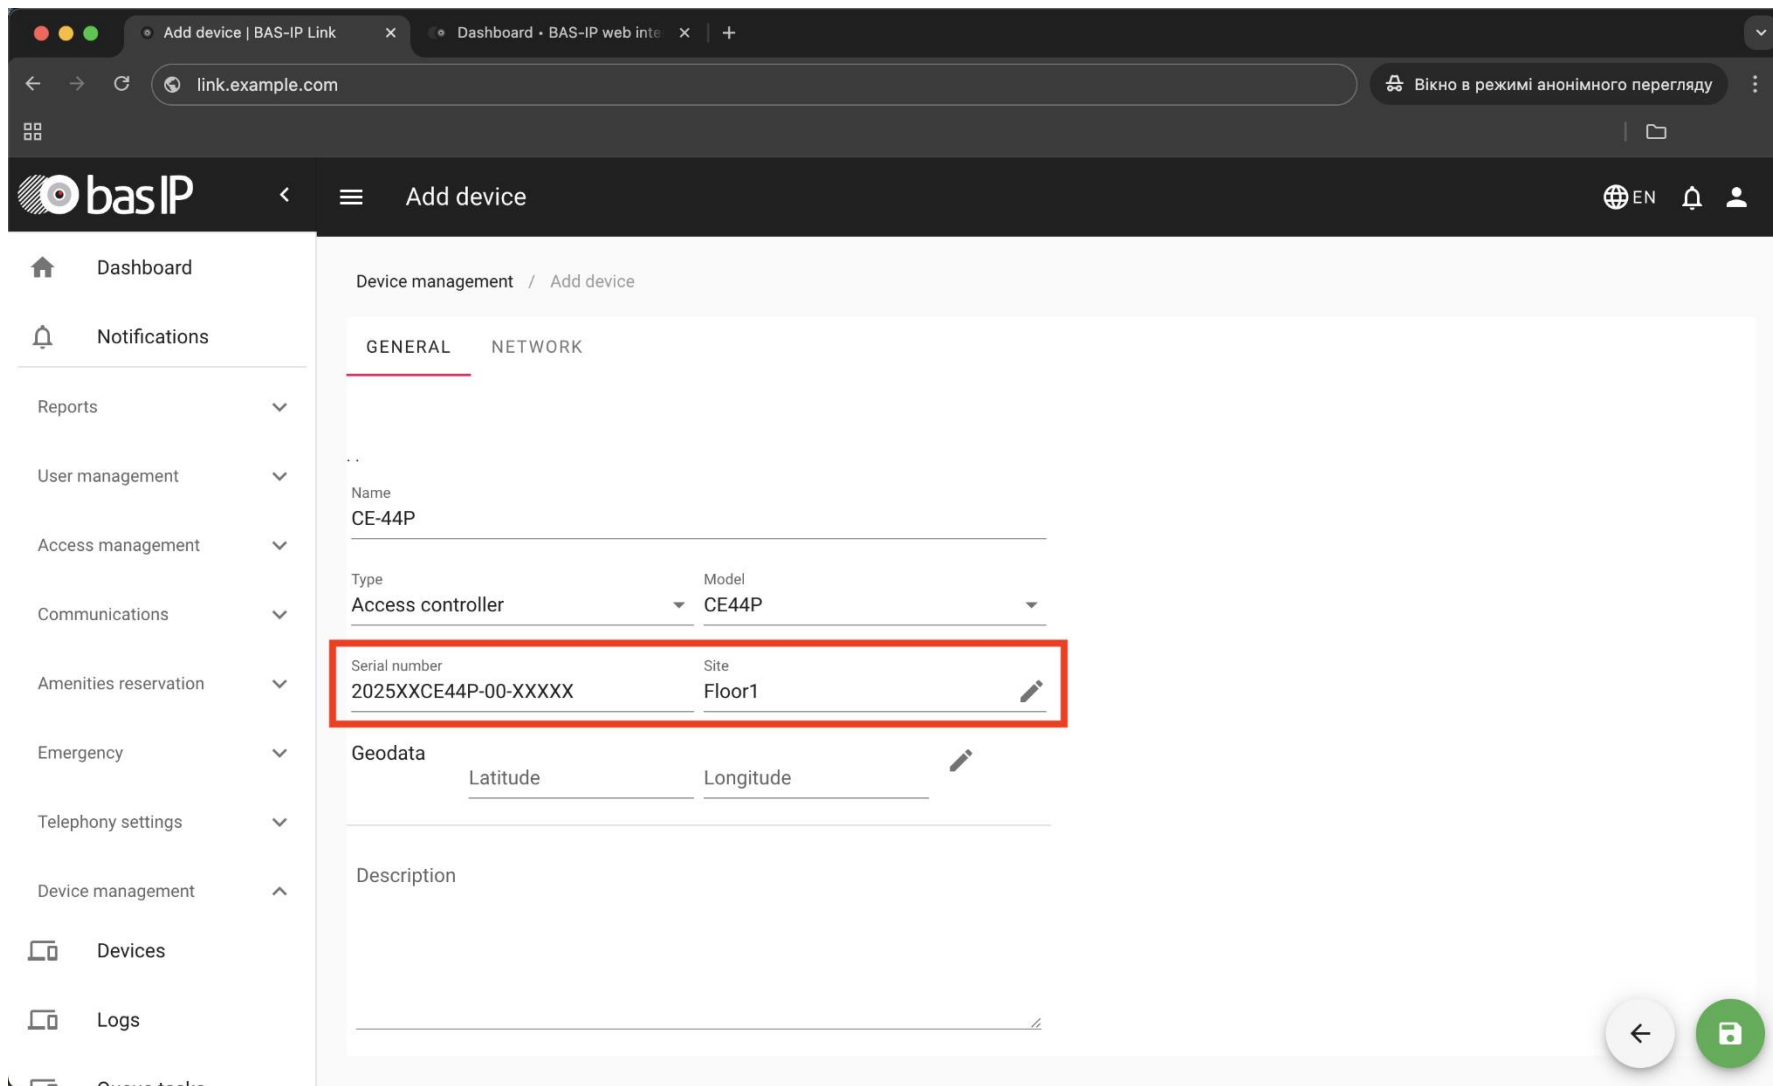 Add device | BAS-IP Link
Dashboard • BAS-IP web inte
link.example.com
Вікно в режимі анонімного перегляду
bas IP
Add device
EN
Dashboard
Notifications
Reports
User management
Access management
Communications
Amenities reservation
Emergency
Telephony settings
Device management
Devices
Logs
Device management / Add device
GENERAL
NETWORK
. .
Name
CE-44P
Type
Access controller
Model
CE44P
Serial number
2025XXCE44P-00-XXXXX
Site
Floor1
Geodata
Latitude
Longitude
Description